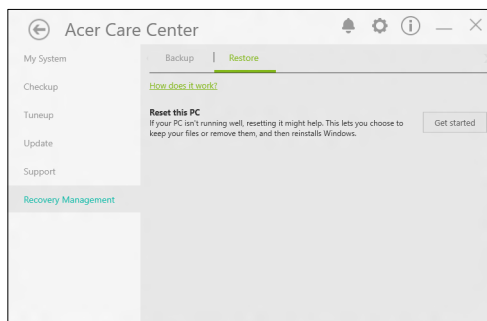 Acer Care Center
My System
Backup
Restore
Checkup
How does it work?
Tuneup
Reset this PC
If your PC isn't running well, resetting it might help. This lets you choose to
keep your files or remove them, and then reinstalls Windows.
Get started
Update
Support
Recovery Management